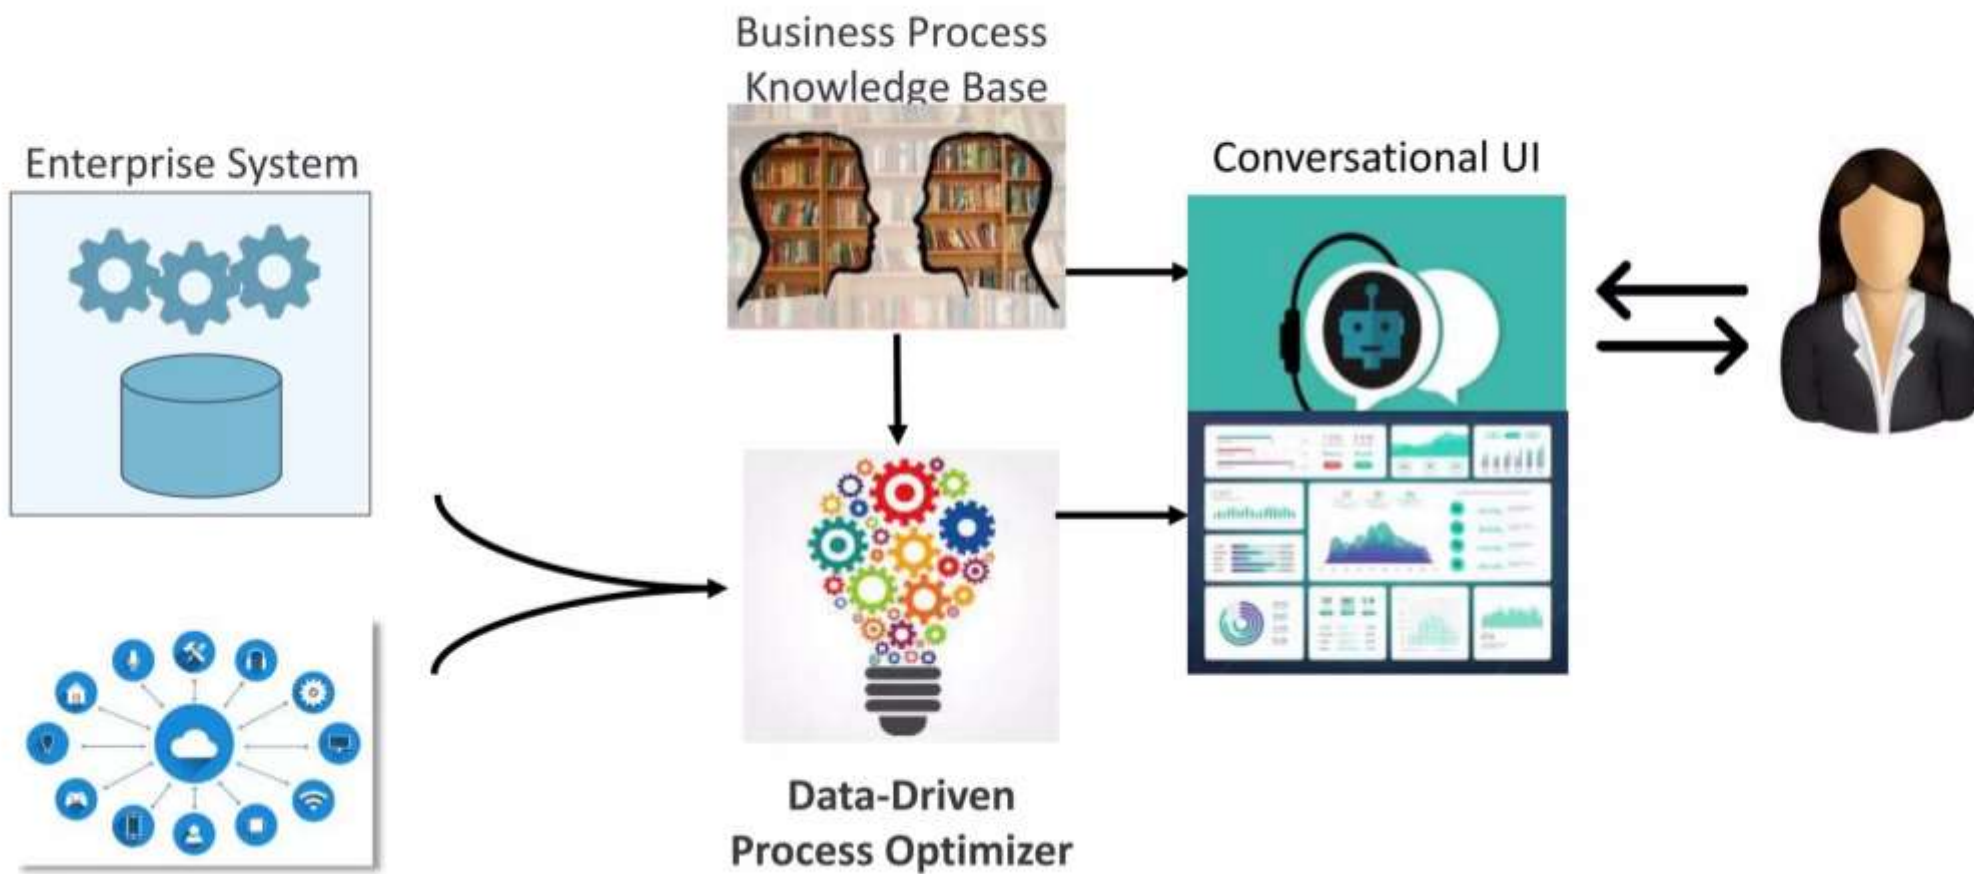 Business Process
Knowledge Base
Enterprise System
Conversational UI
Data-Driven
Process Optimizer